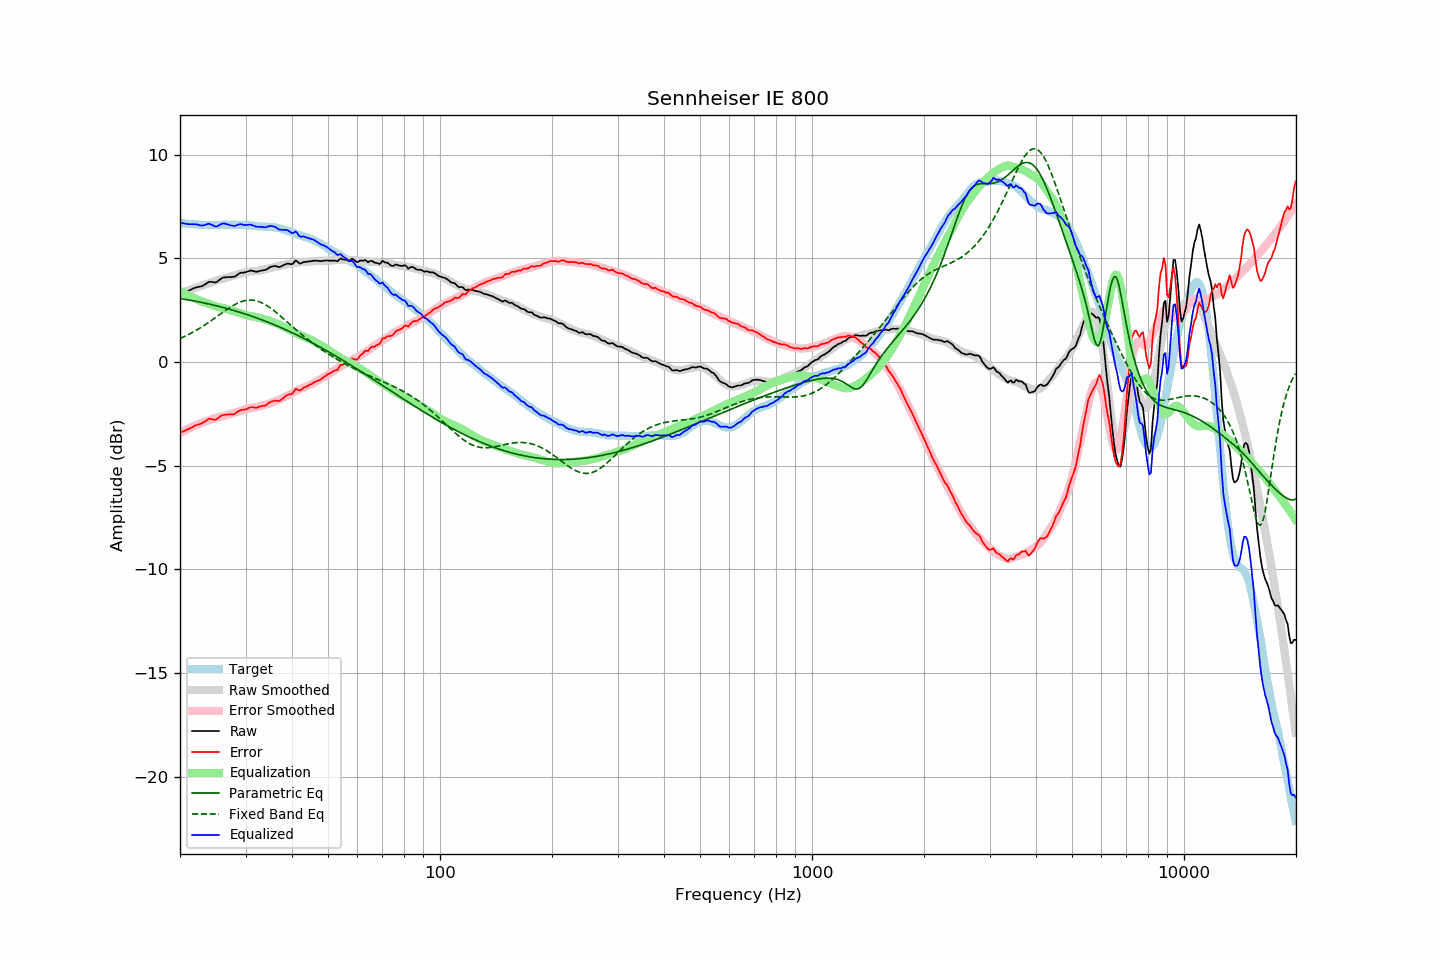 Sennheiser IE 800
Amplitude (dBr)
10
5
0
−5
−10
−15
−20
Target
Raw Smoothed
Error Smoothed
Raw
Error
Equalization
Parametric Eq
Fixed Band Eq
Equalized
100
1000
10000
Frequency (Hz)